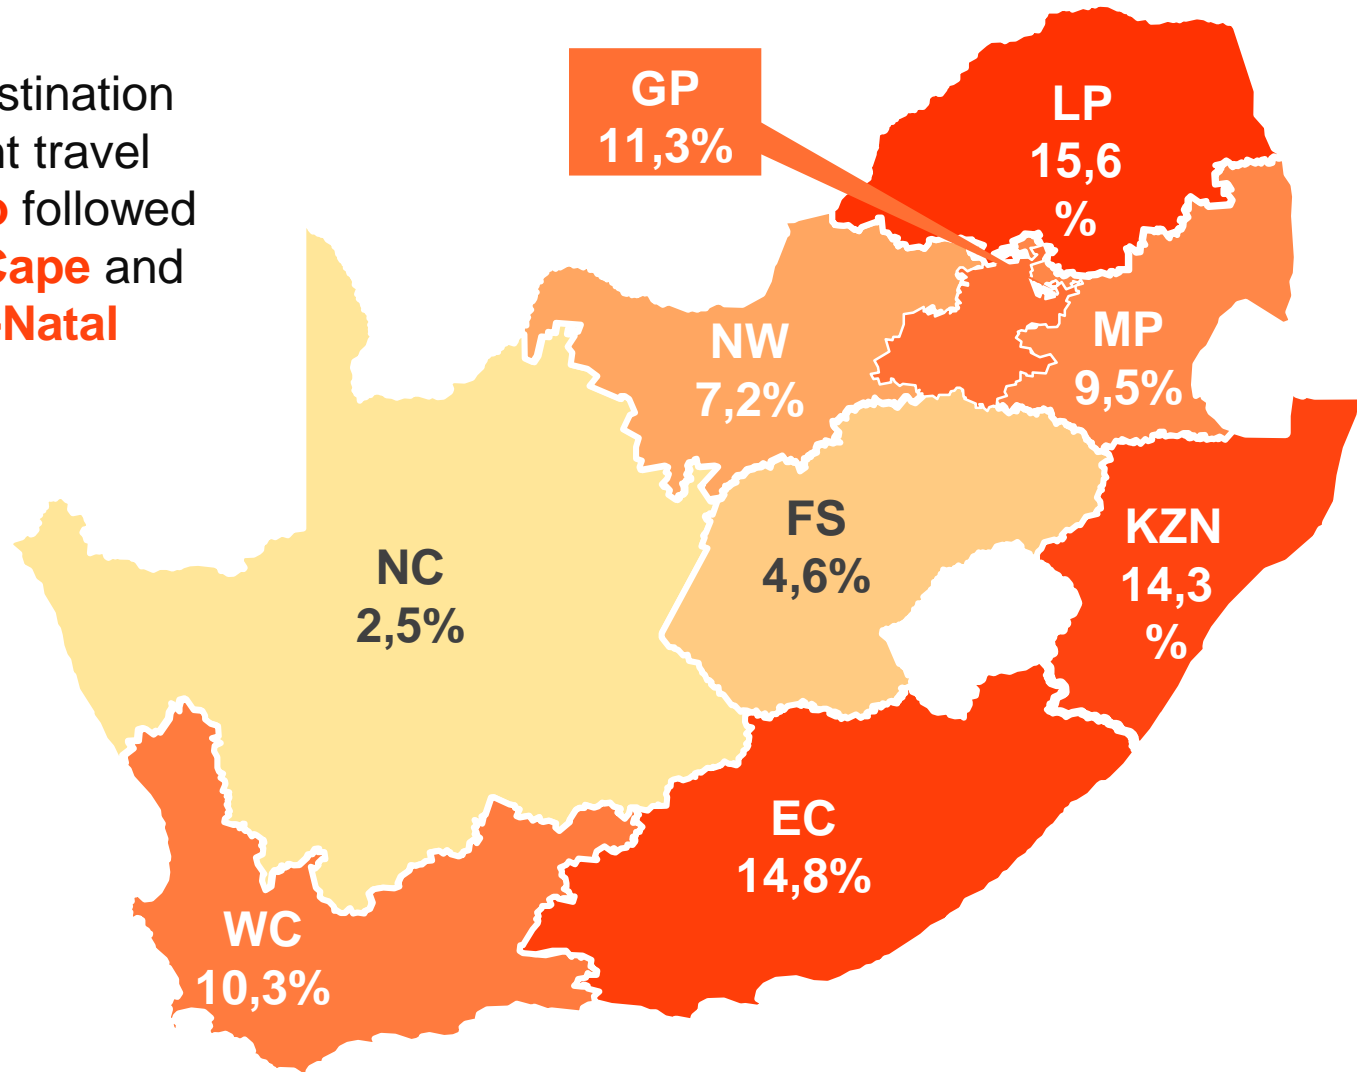 stination
nt travel
o followed
Cape and
-Natal
GP
11,3%
LP
15,6
%
NW
7,2%
MP
9,5%
FS
4,6%
KZN
14,3
%
NC
2,5%
EC
14,8%
WC
10,3%